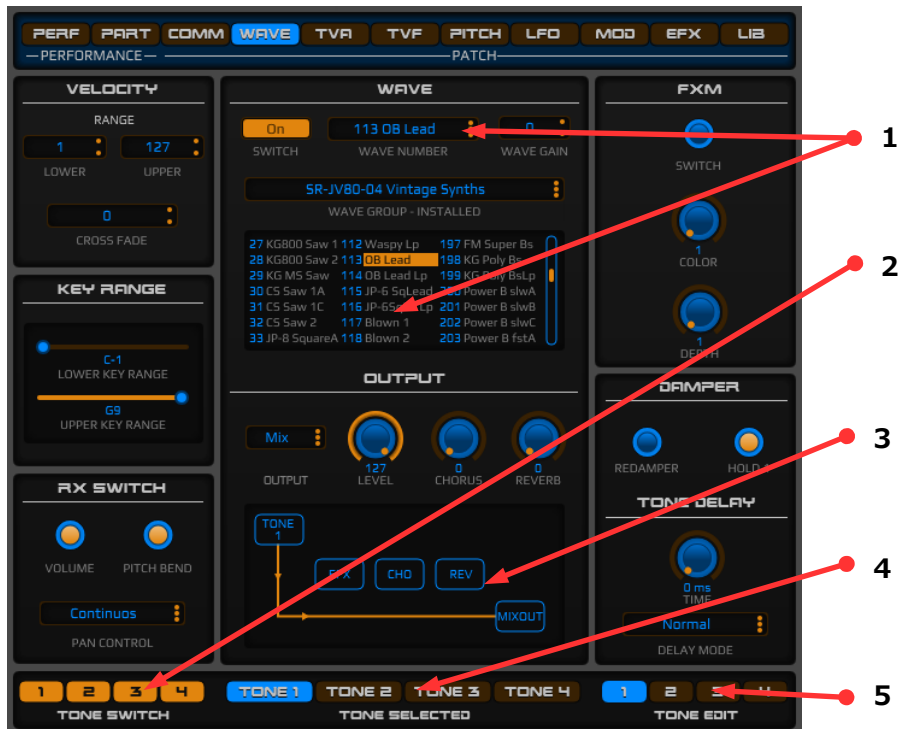 PERF PART COMM WAVE TVA TVF PITCH LFO MOD EFX LIB
PERFORMANCE PATCH
VELOCITY
RANGE
1 127
LOWER UPPER
0
CROSS FADE
KEY RANGE
C-1
LOWER KEY RANGE
G9
UPPER KEY RANGE
RX SWITCH
VOLUME PITCH BEND
Continuos
PAN CONTROL
WAVE
On 113 OB Lead 0
SWITCH WAVE NUMBER WAVE GAIN
SR-JV80-04 Vintage Synths
WAVE GROUP - INSTALLED
27 KG800 Saw 1 112 Waspy Lp 197 FM Super Bs
28 KG800 Saw 2 113 OB Lead 198 KG Poly Bs
29 KG MS Saw 114 OB Lead Lp 199 KG Poly BsLp
30 CS Saw 1A 115 JP-6 SqLead 200 Power B slwA
31 CS Saw 1C 116 JP-6SqLd Lp 201 Power B slwB
32 CS Saw 2 117 Blown 1 202 Power B slwC
33 JP-8 SquareA 118 Blown 2 203 Power B fstA
OUTPUT
Mix
127 0 0
OUTPUT LEVEL CHORUS REVERB
TONE
1
EFX CHO REV
MIXOUT
FXM
SWITCH
1
COLOR
1
DEPTH
DAMPER
REDAMPER HOLD-1
TONE DELAY
0 ms
TIME
Normal
DELAY MODE
1 2 3 4 TONE 1 TONE 2 TONE 3 TONE 4 1 2 3 4
TONE SWITCH TONE SELECTED TONE EDIT
1
2
3
4
5